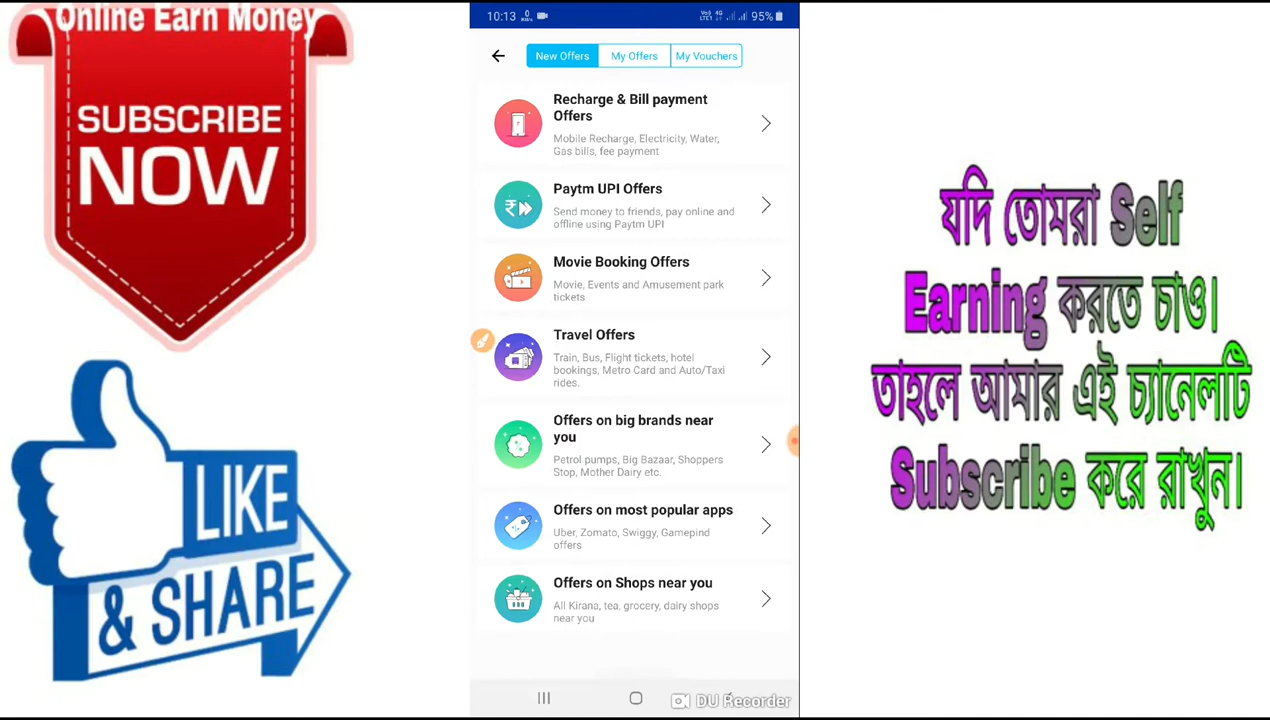 Online Earn Money
SUBSCRIBE
NOW
LIKE
& SHARE
10:13 0 KB/s VoI) 4G LTE1 95%
New Offers My Offers My Vouchers
Recharge & Bill payment
Offers
Mobile Recharge, Electricity, Water,
Gas bills, fee payment
Paytm UPI Offers
Send money to friends, pay online and
offline using Paytm UPI
Movie Booking Offers
Movie, Events and Amusement park
tickets
Travel Offers
Train, Bus, Flight tickets, hotel
bookings, Metro Card and Auto/Taxi
rides.
Offers on big brands near
you
Petrol pumps, Big Bazaar, Shoppers
Stop, Mother Dairy etc.
Offers on most popular apps
Uber, Zomato, Swiggy, Gamepind
offers
Offers on Shops near you
All Kirana, tea, grocery, dairy shops
near you
DU Recorder
যদি তোমরা Self
Earning করতে চাও।
তাহলে আমার এই চ্যানেলটি
Subscribe করে রাখুন।